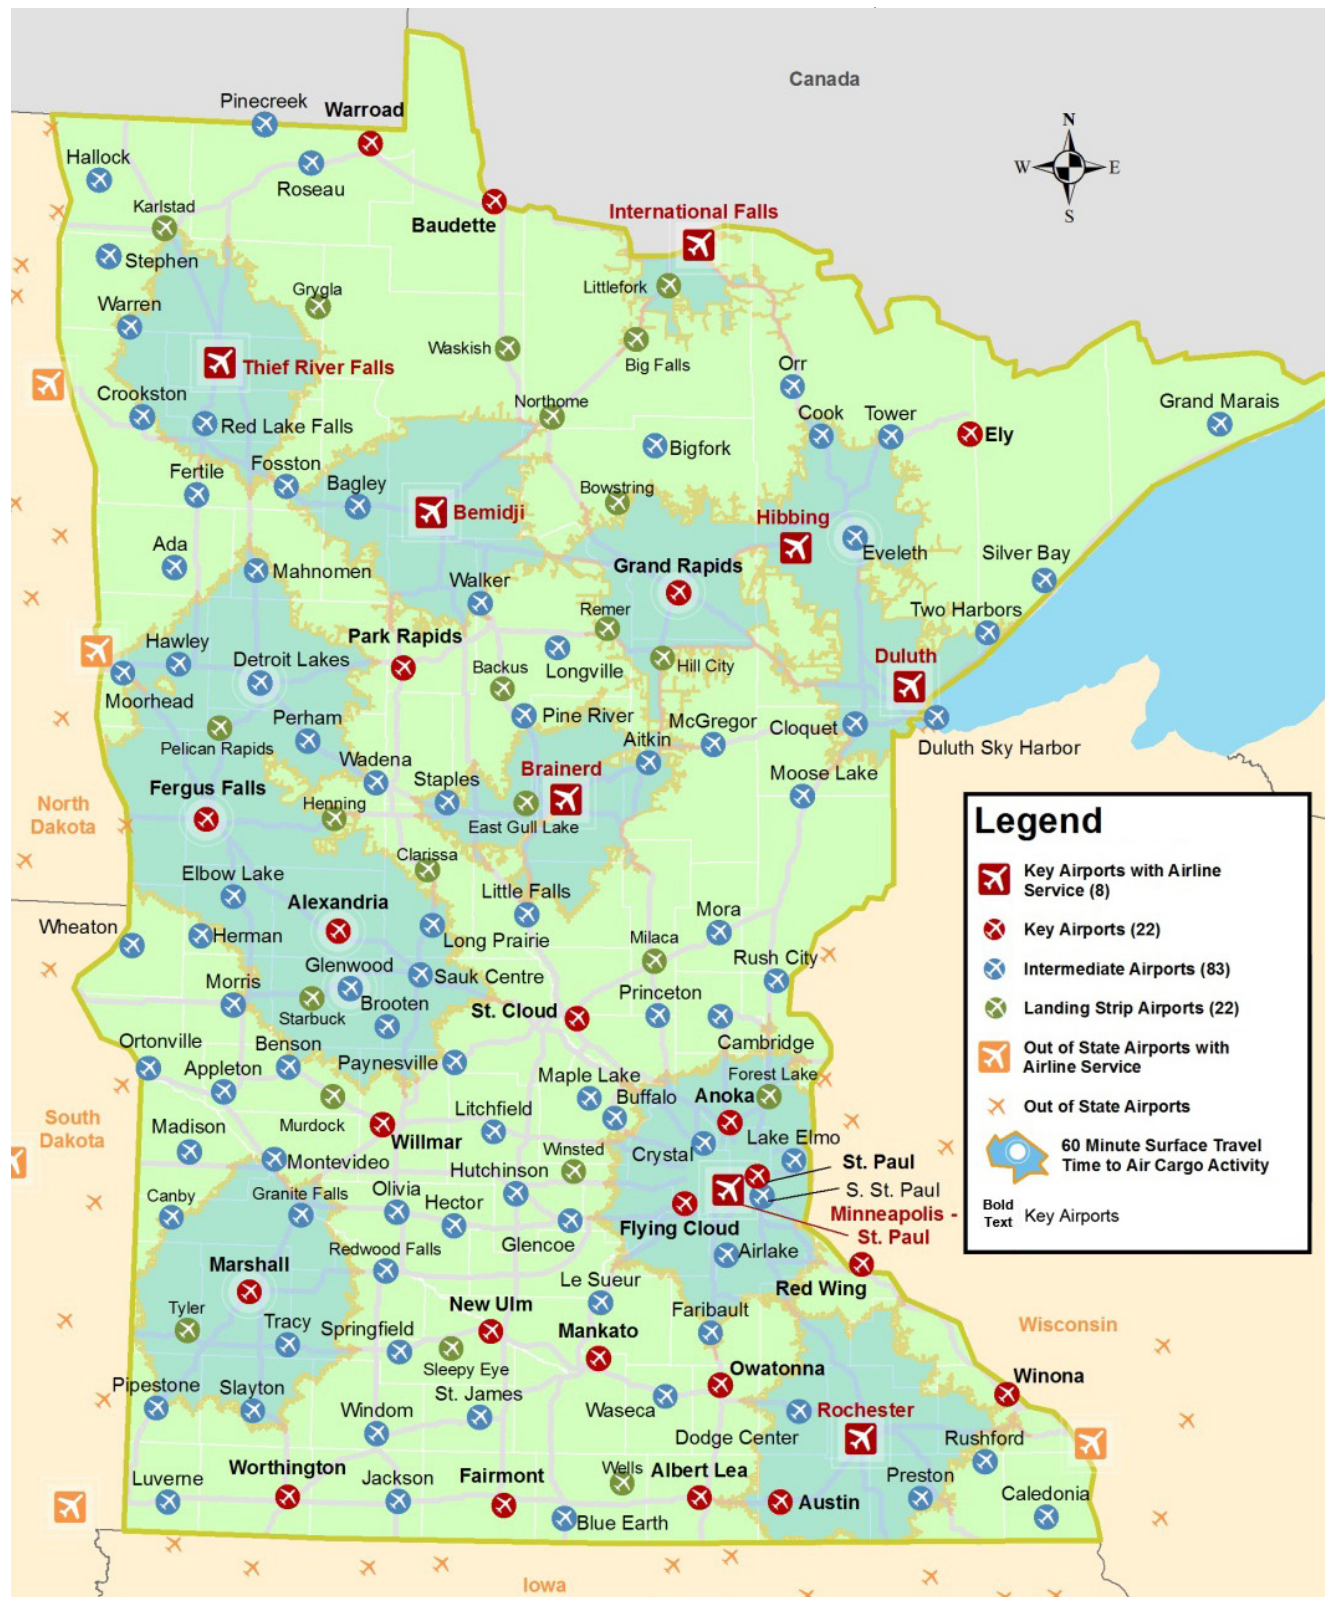 Canada
N
W
E
S
Pinecreek
Warroad
Hallock
Roseau
Karlstad
Baudette
International Falls
Stephen
Littlefork
Grygla
Warren
Waskish
Big Falls
Orr
Thief River Falls
Crookston
Northome
Cook
Tower
Grand Marais
Red Lake Falls
Ely
Bigfork
Fertile
Fosston
Bagley
Bowstring
Bemidji
Hibbing
Ada
Eveleth
Silver Bay
Mahnomen
Walker
Grand Rapids
Remer
Two Harbors
Park Rapids
Hawley
Detroit Lakes
Backus
Longville
Hill City
Duluth
Moorhead
Perham
Pine River
McGregor
Cloquet
Pelican Rapids
Aitkin
Duluth Sky Harbor
Wadena
Staples
Brainerd
Moose Lake
Fergus Falls
Henning
East Gull Lake
North
Dakota
Clarissa
Elbow Lake
Little Falls
Alexandria
Mora
Wheaton
Herman
Long Prairie
Milaca
Rush City
Glenwood
Sauk Centre
Morris
Princeton
Starbuck
Brooten
St. Cloud
Ortonville
Benson
Cambridge
Appleton
Paynesville
Maple Lake
Forest Lake
Buffalo
Anoka
South
Dakota
Murdock
Litchfield
Madison
Willmar
Lake Elmo
Crystal
Winsted
St. Paul
Montevideo
Hutchinson
S. St. Paul
Canby
Granite Falls
Olivia
Hector
Minneapolis -
St. Paul
Flying Cloud
Glencoe
Redwood Falls
Airlake
Marshall
Le Sueur
Red Wing
New Ulm
Faribault
Tyler
Tracy
Springfield
Mankato
Wisconsin
Sleepy Eye
Owatonna
Winona
Pipestone
Slayton
St. James
Windom
Waseca
Rochester
Dodge Center
Rushford
Worthington
Luverne
Jackson
Fairmont
Wells
Albert Lea
Preston
Austin
Caledonia
Blue Earth
Iowa
Legend
Key Airports with Airline
Service (8)
Key Airports (22)
Intermediate Airports (83)
Landing Strip Airports (22)
Out of State Airports with
Airline Service
Out of State Airports
60 Minute Surface Travel
Time to Air Cargo Activity
Bold
Text
Key Airports